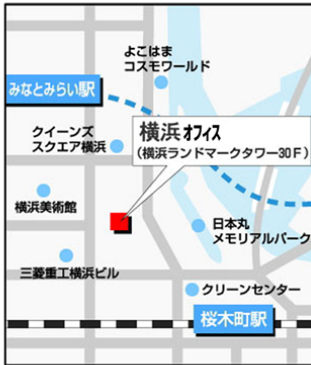 よこはま
コスモワールド
みなとみらい駅
横浜オフィス
(横浜ランドマークタワー30F)
クイーンズ
スクエア横浜
横浜美術館
日本丸
メモリアルパーク
三菱重工横浜ビル
クリーンセンター
桜木町駅